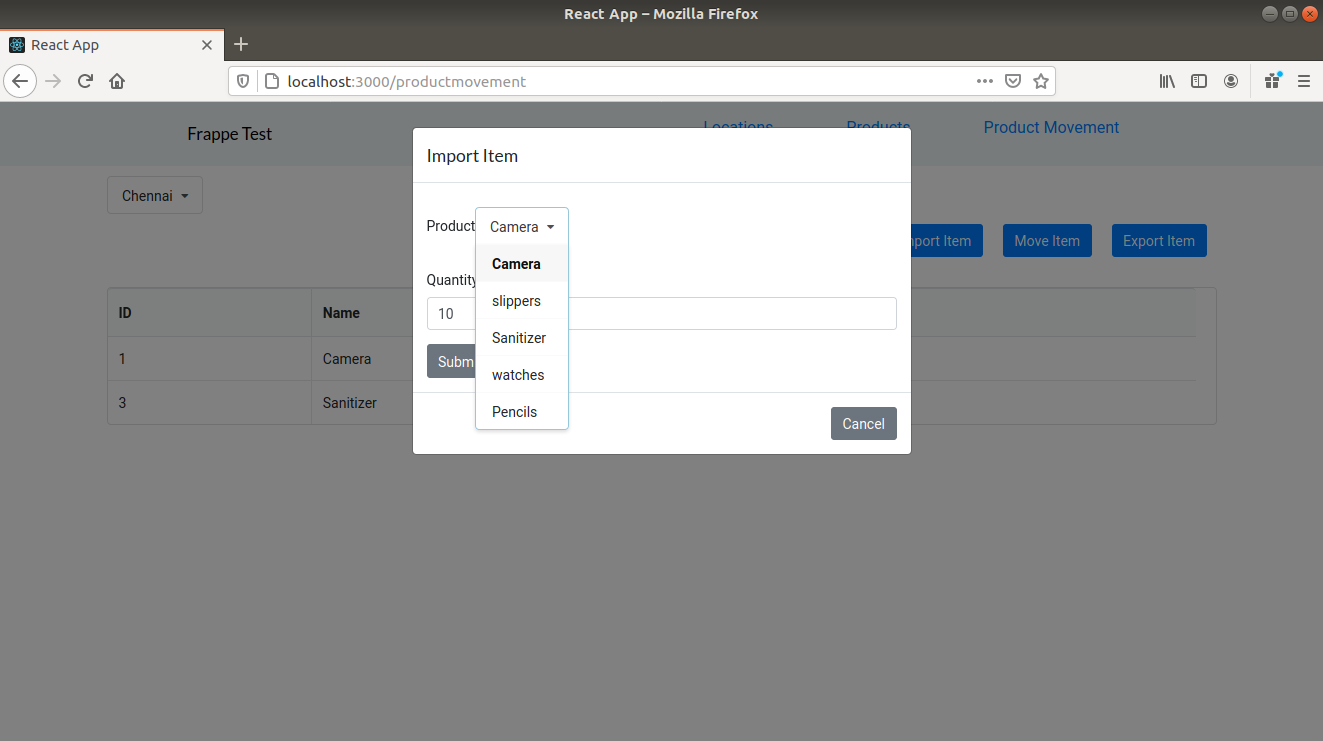 React App – Mozilla Firefox
React App
localhost:3000/productmovement
Frappe Test
Locations
Products
Product Movement
Import Item
Chennai
Product
Camera
Camera
slippers
Sanitizer
watches
Pencils
Quantity
10
Subm
Cancel
port Item
Move Item
Export Item
ID
Name
1
Camera
3
Sanitizer